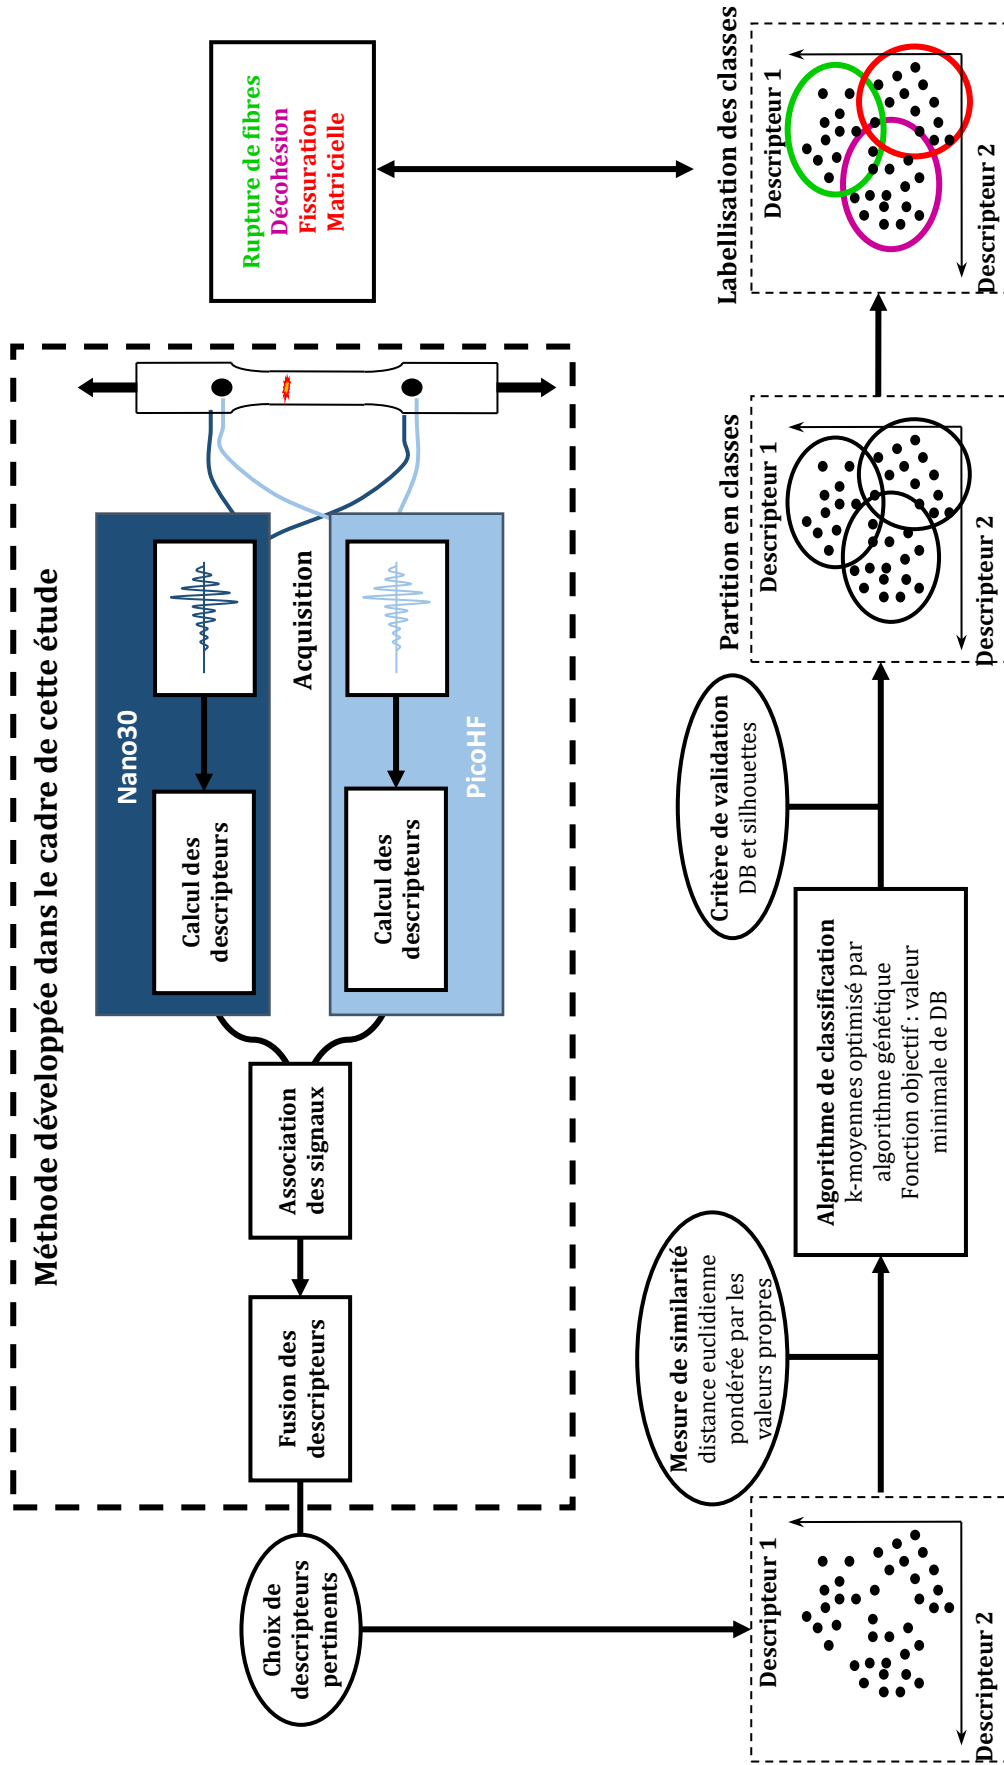 Méthode développée dans le cadre de cette étude
Nano30
Calcul des
descripteurs
Acquisition
PicoHF
Calcul des
descripteurs
Association
des signaux
Fusion des
descripteurs
Choix de
descripteurs
pertinents
Rupture de fibres
Décohésion
Fissuration
Matricielle
Descripteur 1
Descripteur 2
Mesure de similarité
distance euclidienne
pondérée par les
valeurs propres
Algorithme de classification
k-moyennes optimisé par
algorithme génétique
Fonction objectif : valeur
minimale de DB
Critère de validation
DB et silhouettes
Partition en classes
Descripteur 1
Descripteur 2
Labellisation des classes
Descripteur 1
Descripteur 2